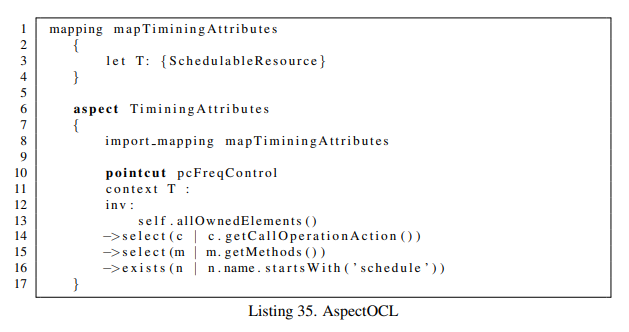 1 mapping mapTiminingAttributes
2 {
3 let T: {SchedulableResource}
4 }
5
6 aspect TiminingAttributes
7 {
8 import_mapping mapTiminingAttributes
9
10 pointcut pcFreqControl
11 context T :
12 inv:
13 self.allOwnedElements()
14 −>select(c | c.getCallOperationAction())
15 −>select(m | m.getMethods())
16 −>exists(n | n.name.startsWith('schedule'))
17 }
Listing 35. AspectOCL